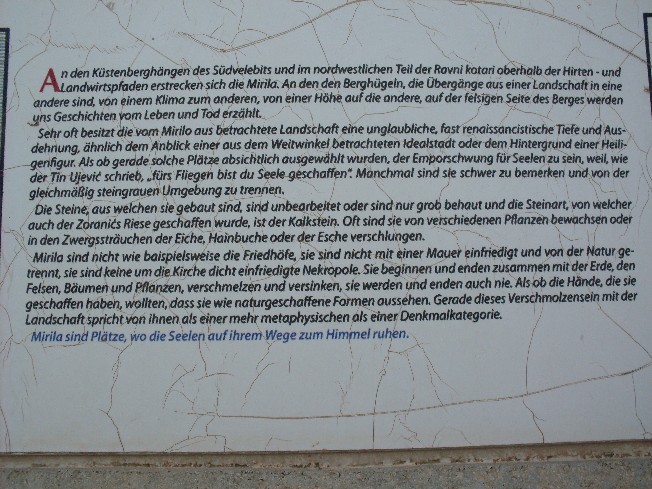 An den Küstenberghängen des Südvelebits und im nordwestlichen Teil der Ravni kotari oberhalb der Hirten - und
Landwirtspfaden erstrecken sich die Mirila. An den den Berghügeln, die Übergänge aus einer Landschaft in eine
andere sind, von einem Klima zum anderen, von einer Höhe auf die andere, auf der felsigen Seite des Berges werden
uns Geschichten vom Leben und Tod erzählt.
Sehr oft besitzt die vom Mirilo aus betrachtete Landschaft eine unglaubliche, fast renaissancistische Tiefe und Aus-
dehnung, ähnlich dem Anblick einer aus dem Weitwinkel betrachteten Idealstadt oder dem Hintergrund einer Heili-
genfigur. Als ob gerade solche Plätze absichtlich ausgewählt wurden, der Emporschwung für Seelen zu sein, weil, wie
der Tin Ujević schrieb, „fürs Fliegen bist du Seele geschaffen". Manchmal sind sie schwer zu bemerken und von der
gleichmäßig steingrauen Umgebung zu trennen.
Die Steine, aus welchen sie gebaut sind, sind unbearbeitet oder sind nur grob behaut und die Steinart, von welcher
auch der Zoranićs Riese geschaffen wurde, ist der Kalkstein. Oft sind sie von verschiedenen Pflanzen bewachsen oder
in den Zwergssträuchen der Eiche, Hainbuche oder der Esche verschlungen.
Mirila sind nicht wie beispielsweise die Friedhöfe, sie sind nicht mit einer Mauer einfriedigt und von der Natur ge-
trennt, sie sind keine um die Kirche dicht einfriedigte Nekropole. Sie beginnen und enden zusammen mit der Erde, den
Felsen, Bäumen und Pflanzen, verschmelzen und versinken, sie werden und enden auch nie. Als ob die Hände, die sie
geschaffen haben, wollten, dass sie wie naturgeschaffene Formen aussehen. Gerade dieses Verschmolzensein mit der
Landschaft spricht von ihnen als einer mehr metaphysischen als einer Denkmalkategorie.
Mirila sind Plätze, wo die Seelen auf ihrem Wege zum Himmel ruhen.